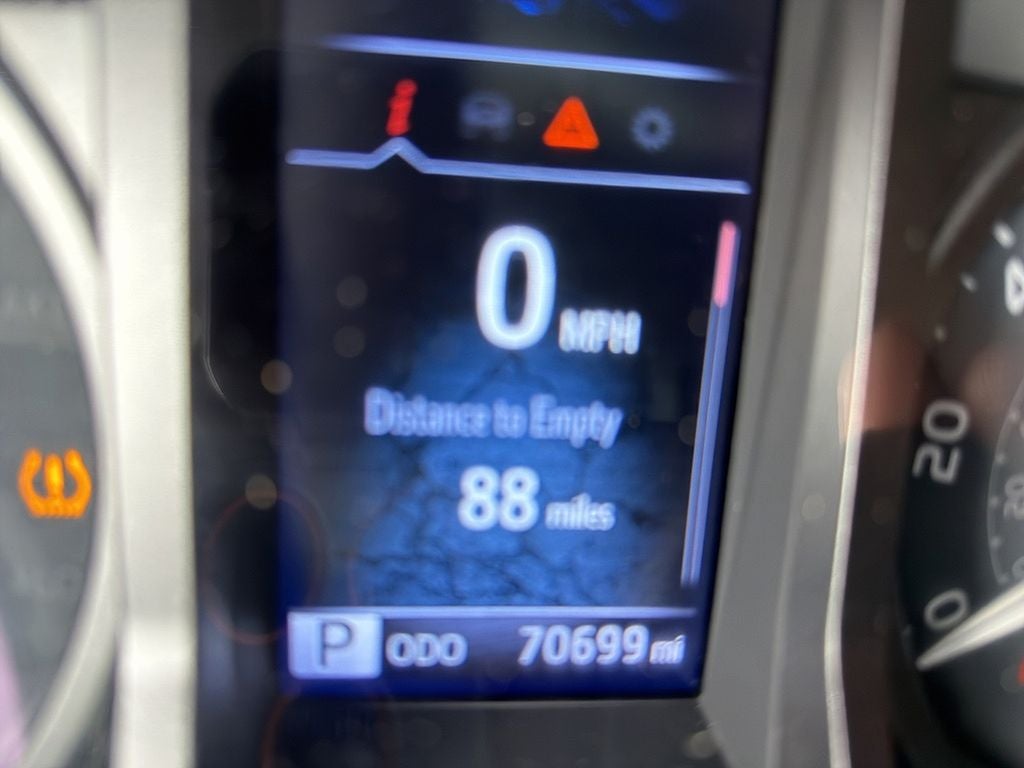 0 MPH
Distance to Empty
88 miles
P ODO 70699 mi
20
0